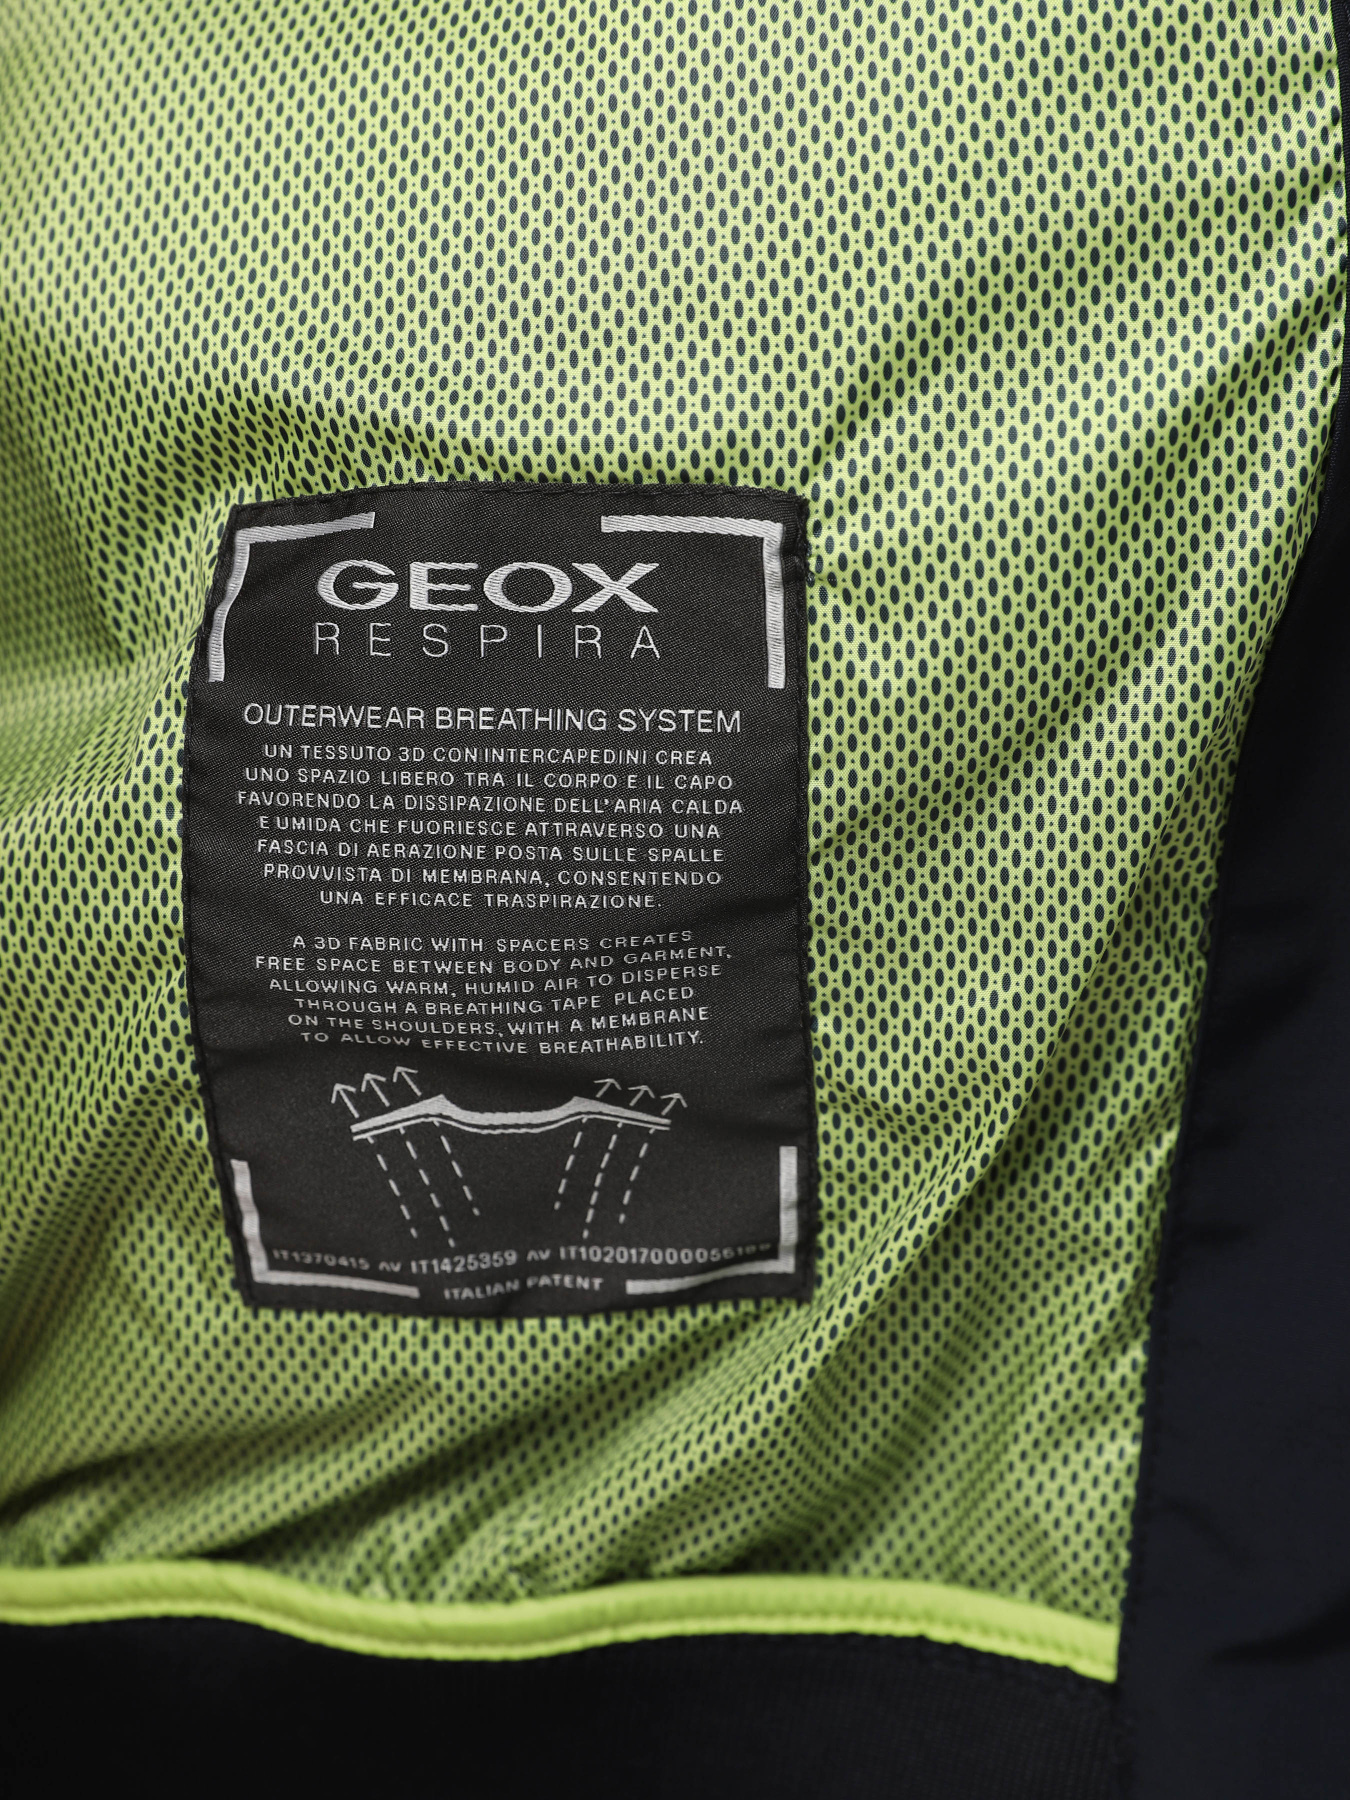 GEOX
RESPIRA
OUTERWEAR BREATHING SYSTEM
UN TESSUTO 3D CON INTERCAPEDINI CREA
UNO SPAZIO LIBERO TRA IL CORPO E IL CAPO
FAVORENDO LA DISSIPAZIONE DELL'ARIA CALDA
E UMIDA CHE FUORIESCE ATTRAVERSO UNA
FASCIA DI AERAZIONE POSTA SULLE SPALLE
PROVVISTA DI MEMBRANA, CONSENTENDO
UNA EFFICACE TRASPIRAZIONE.
A 3D FABRIC WITH SPACERS CREATES
FREE SPACE BETWEEN BODY AND GARMENT,
ALLOWING WARM, HUMID AIR TO DISPERSE
THROUGH A BREATHING TAPE PLACED
ON THE SHOULDERS, WITH A MEMBRANE
TO ALLOW EFFECTIVE BREATHABILITY.
IT1370415 AV IT1425359 AV
ITALIAN PATENT